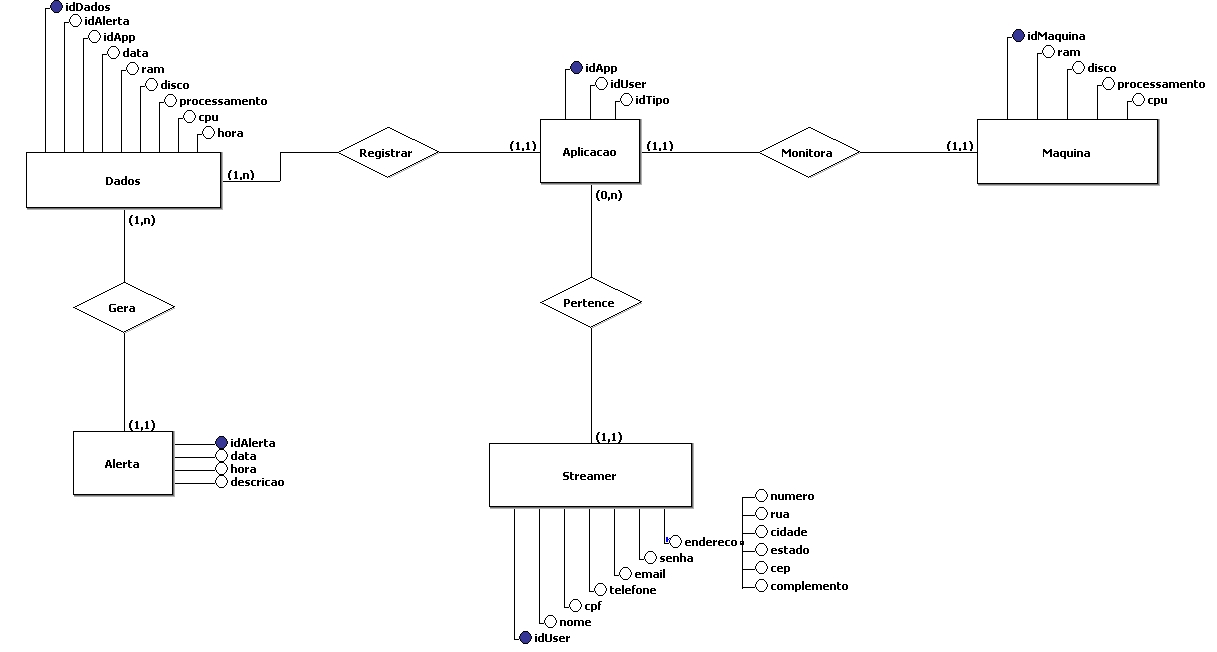 idDados
idAlerta
idApp
data
ram
disco
processamento
cpu
hora
Dados
(1,n)
(1,n)
Registrar
(1,1)
idApp
idUser
idTipo
Aplicacao
(1,1)
(0,n)
Monitora
(1,1)
idMaquina
ram
disco
processamento
cpu
Maquina
Gera
(1,1)
Alerta
idAlerta
data
hora
descricao
Pertence
(1,1)
Streamer
endereco
numero
rua
cidade
estado
cep
complemento
senha
email
telefone
cpf
nome
idUser